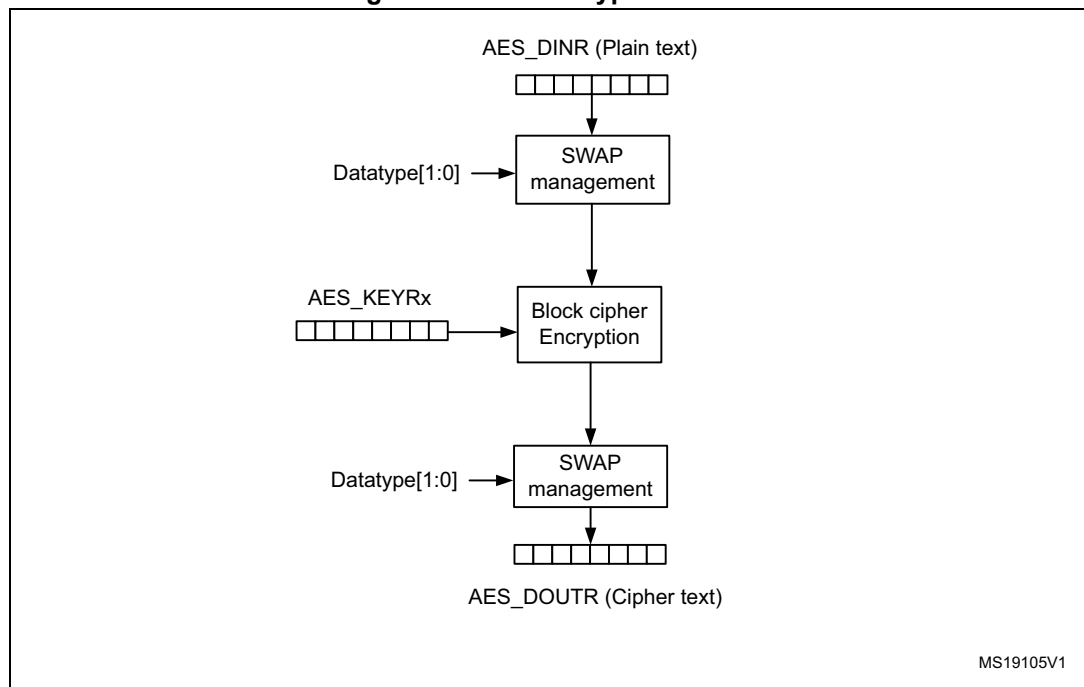 AES_DINR (Plain text)
SWAP
management
Datatype[1:0]
AES_KEYRx
Block cipher
Encryption
SWAP
management
Datatype[1:0]
AES_DOUTR (Cipher text)
MS19105V1